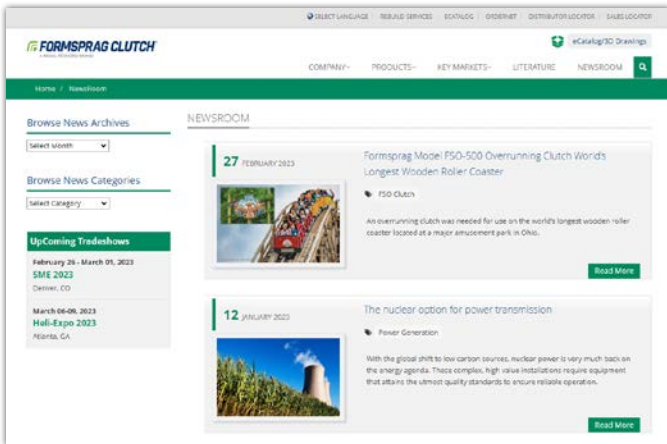 SELECT LANGUAGE | REBUILD SERVICES | ECATALOG | ORDERNET | DISTRIBUTOR LOCATOR | SALES LOCATOR
FORMSPRAG CLUTCH
eCatalog/3D Drawings
COMPANY PRODUCTS KEY MARKETS LITERATURE NEWSROOM
Home / NewsRoom
Browse News Archives
Select Month
Browse News Categories
Select Category
UpComing Tradeshows
February 26 - March 01, 2023
SME 2023
Denver, CO
March 06-09, 2023
Heli-Expo 2023
Atlanta, GA
NEWSROOM
27 FEBRUARY 2023
Formsprag Model FSO-500 Overrunning Clutch World's
Longest Wooden Roller Coaster
FSO Clutch
An overrunning clutch was needed for use on the world's longest wooden roller
coaster located at a major amusement park in Ohio.
Read More
12 JANUARY 2023
The nuclear option for power transmission
Power Generation
With the global shift to low carbon sources, nuclear power is very much back on
the energy agenda. These complex, high value installations require equipment
that attains the utmost quality standards to ensure reliable operation.
Read More